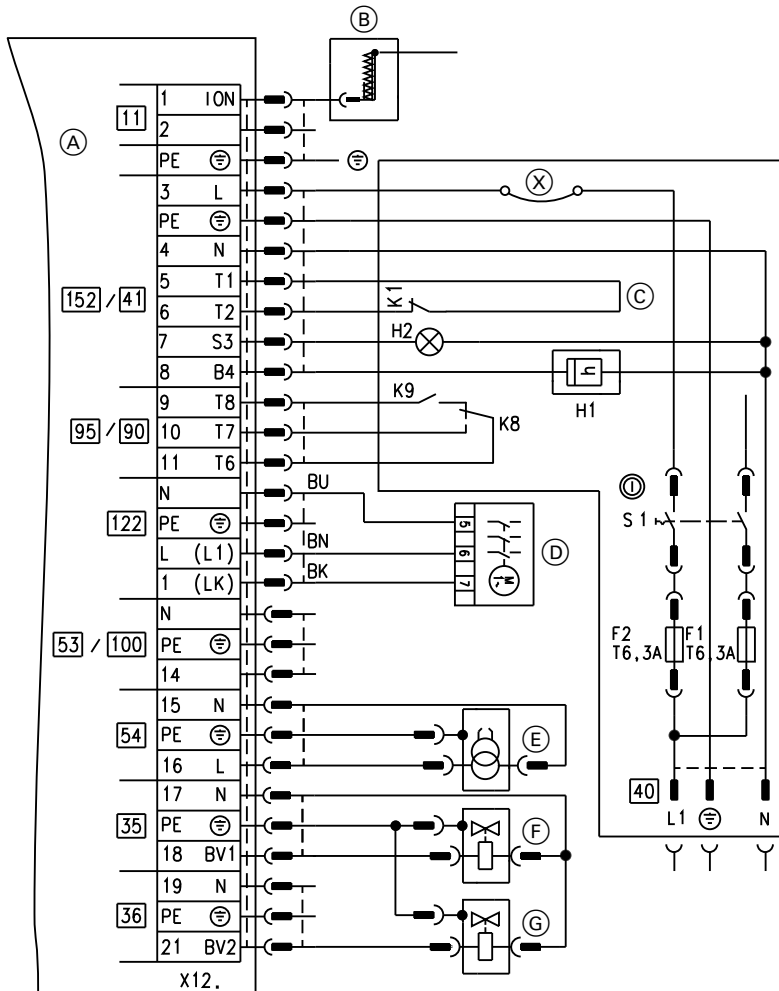 B
A
11
1 ION
2
PE
3 L
X
PE
4 N
152 / 41
5 T1
K1
C
6 T2
7 S3
H2
8 B4
h
H1
95 / 90
9 T8
K9
10 T7
K8
11 T6
122
N
BU
PE
L (L1)
BN
1 (LK)
BK
5
6
7
M
D
I
S1
53 / 100
N
PE
14
F2
T6,3A
F1
T6,3A
54
15 N
PE
16 L
E
35
17 N
PE
18 BV1
F
40
L1
N
36
19 N
PE
21 BV2
G
X12.